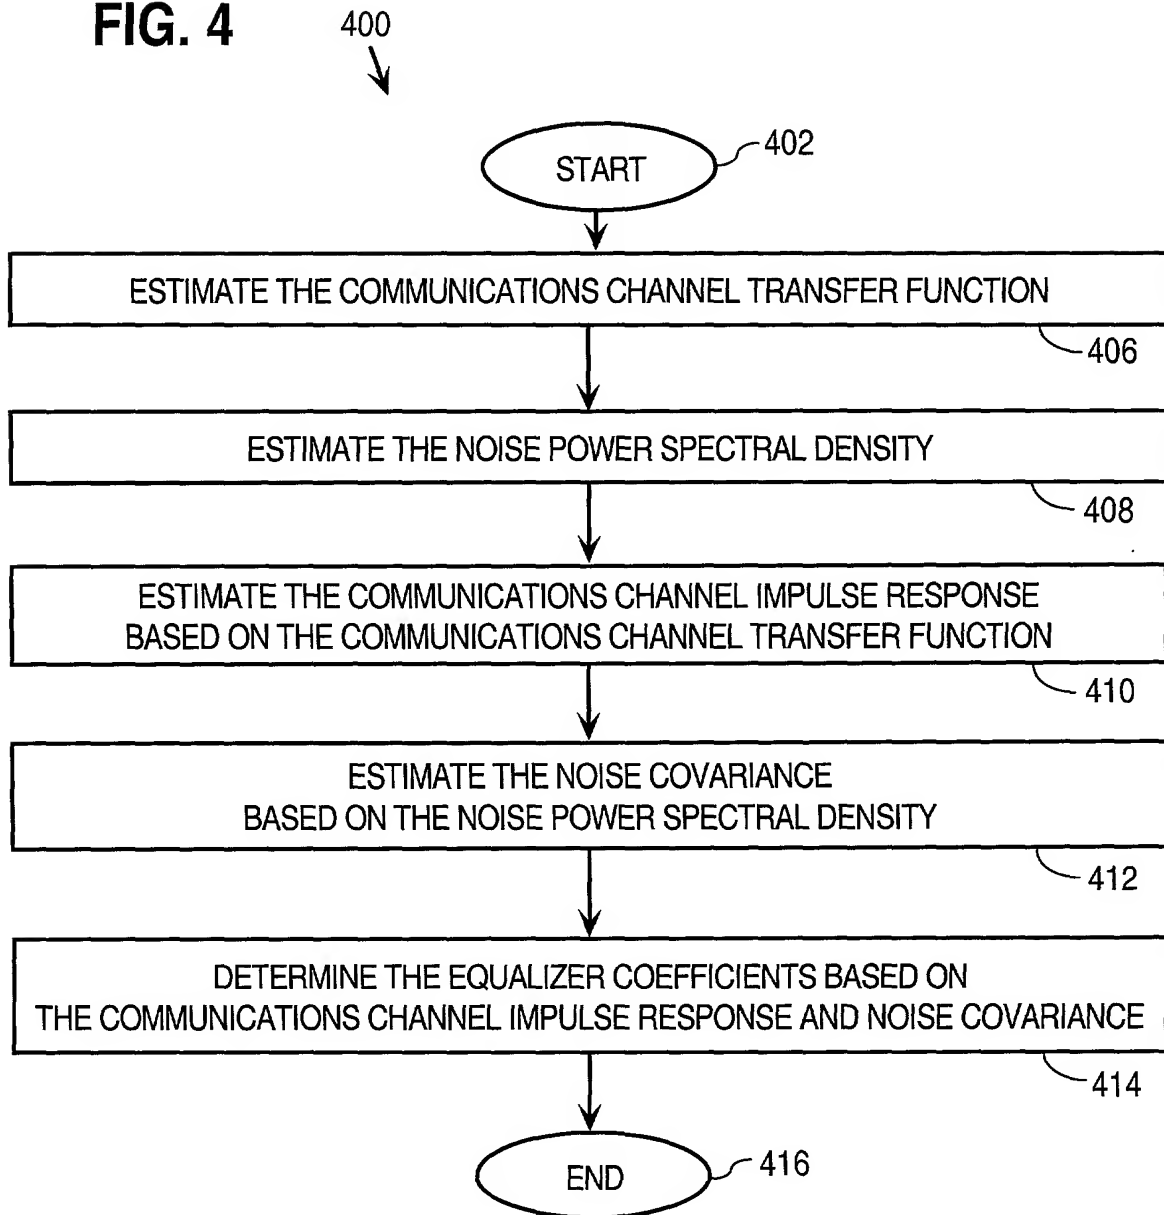 FIG. 4
400
START
402
ESTIMATE THE COMMUNICATIONS CHANNEL TRANSFER FUNCTION
406
ESTIMATE THE NOISE POWER SPECTRAL DENSITY
408
ESTIMATE THE COMMUNICATIONS CHANNEL IMPULSE RESPONSE
BASED ON THE COMMUNICATIONS CHANNEL TRANSFER FUNCTION
410
ESTIMATE THE NOISE COVARIANCE
BASED ON THE NOISE POWER SPECTRAL DENSITY
412
DETERMINE THE EQUALIZER COEFFICIENTS BASED ON
THE COMMUNICATIONS CHANNEL IMPULSE RESPONSE AND NOISE COVARIANCE
414
END
416